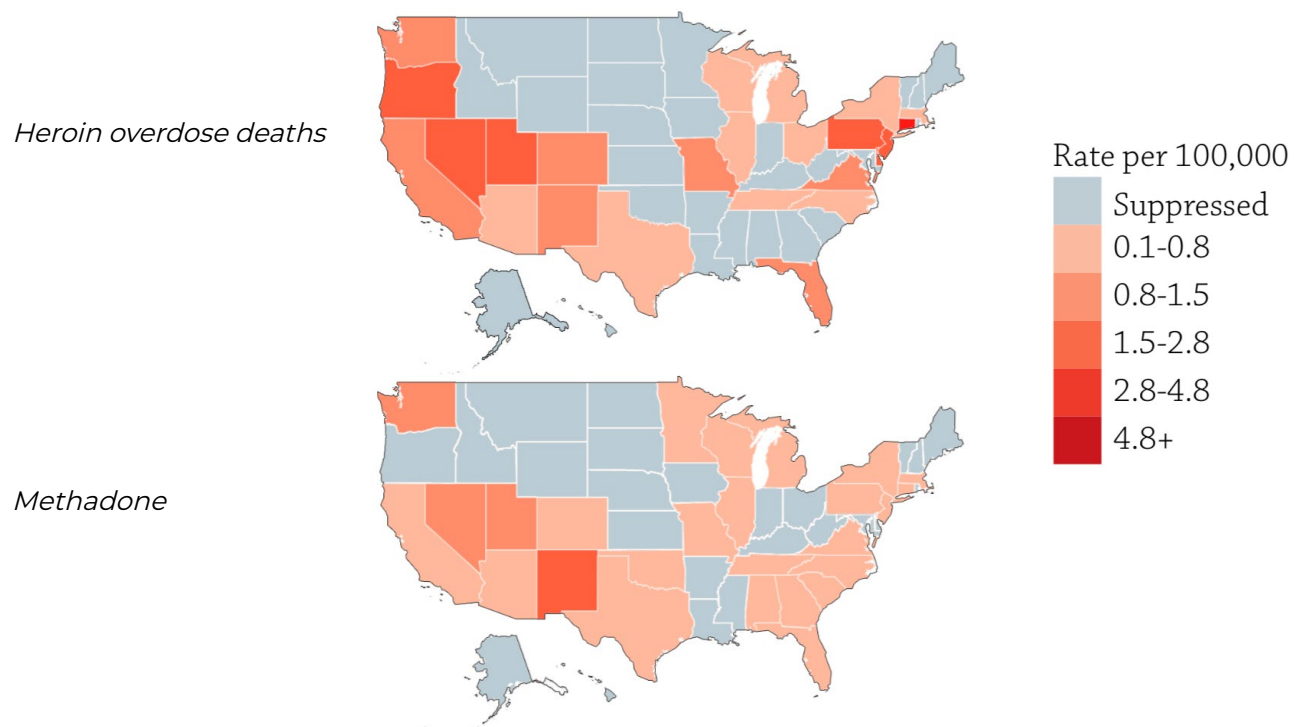 Heroin overdose deaths
Rate per 100,000
Suppressed
0.1-0.8
0.8-1.5
1.5-2.8
2.8-4.8
4.8+
Methadone